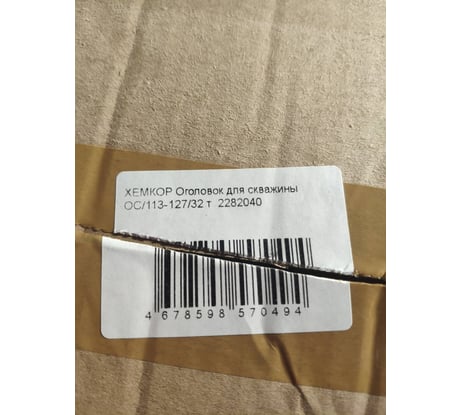 ХЕМКОР Оголовок для скважины
ОС/113-127/32 т 2282040
4 678598 570494